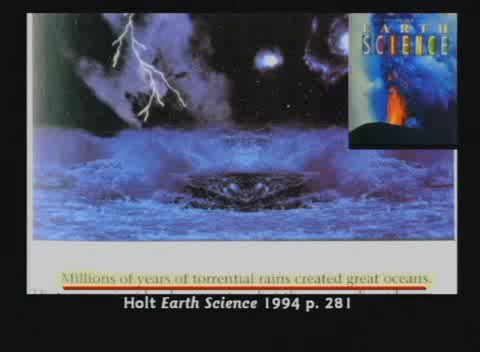 EARTH
SCIENCE
Millions of years of torrential rains created great oceans.
Holt Earth Science 1994 p. 281